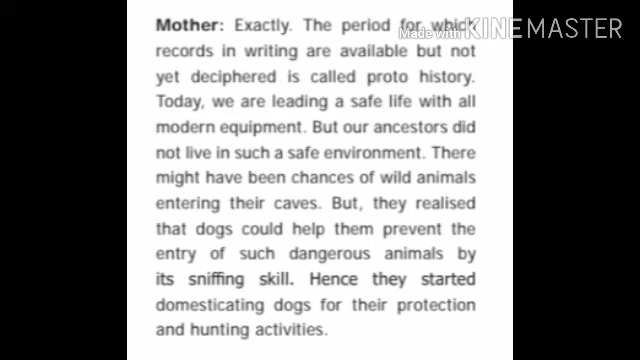 Made with KINEMASTER
Mother: Exactly. The period for which
records in writing are available but not
yet deciphered is called proto history.
Today, we are leading a safe life with all
modern equipment. But our ancestors did
not live in such a safe environment. There
might have been chances of wild animals
entering their caves. But, they realised
that dogs could help them prevent the
entry of such dangerous animals by
its sniffing skill. Hence they started
domesticating dogs for their protection
and hunting activities.